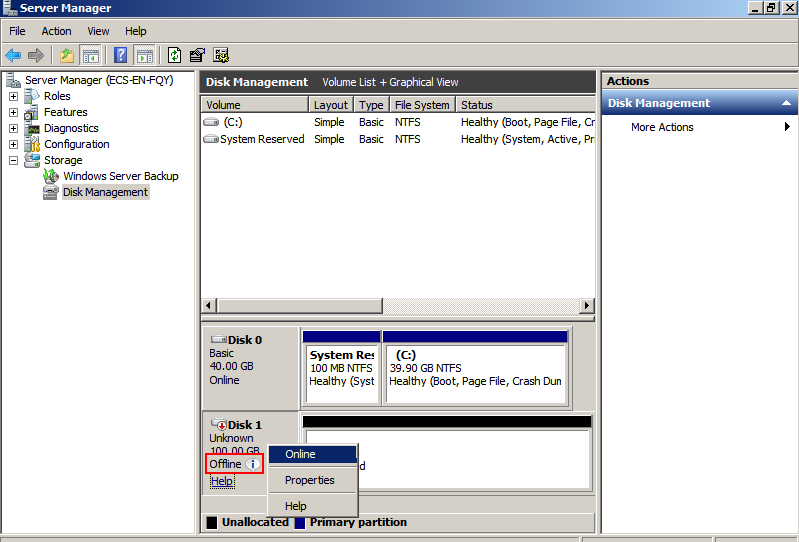 Server Manager
File Action View Help
Server Manager (ECS-EN-FQY)
Roles
Features
Diagnostics
Configuration
Storage
Windows Server Backup
Disk Management
Disk Management Volume List + Graphical View
Volume Layout Type File System Status
(C:) Simple Basic NTFS Healthy (Boot, Page File, Cr
System Reserved Simple Basic NTFS Healthy (System, Active, Pri
Disk 0
Basic
40.00 GB
Online
System Res
100 MB NTFS
Healthy (Syst
(C:)
39.90 GB NTFS
Healthy (Boot, Page File, Crash Dun
Disk 1
Unknown
100.00 GB
Offline
Help
Online
Properties
Help
Unallocated Primary partition
Actions
Disk Management
More Actions